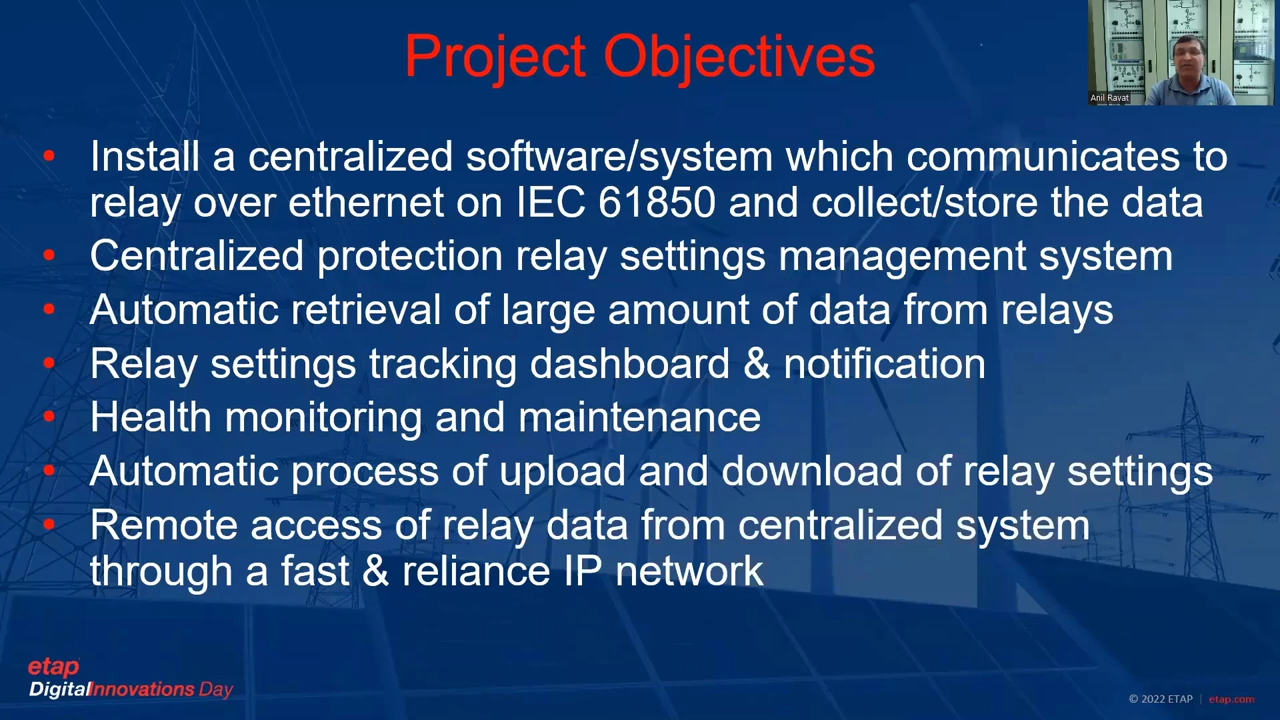 Project Objectives
Anil Ravat
• Install a centralized software/system which communicates to
relay over ethernet on IEC 61850 and collect/store the data
• Centralized protection relay settings management system
• Automatic retrieval of large amount of data from relays
• Relay settings tracking dashboard & notification
• Health monitoring and maintenance
• Automatic process of upload and download of relay settings
• Remote access of relay data from centralized system
through a fast & reliance IP network
etap
DigitalInnovations Day
© 2022 ETAP | etap.com